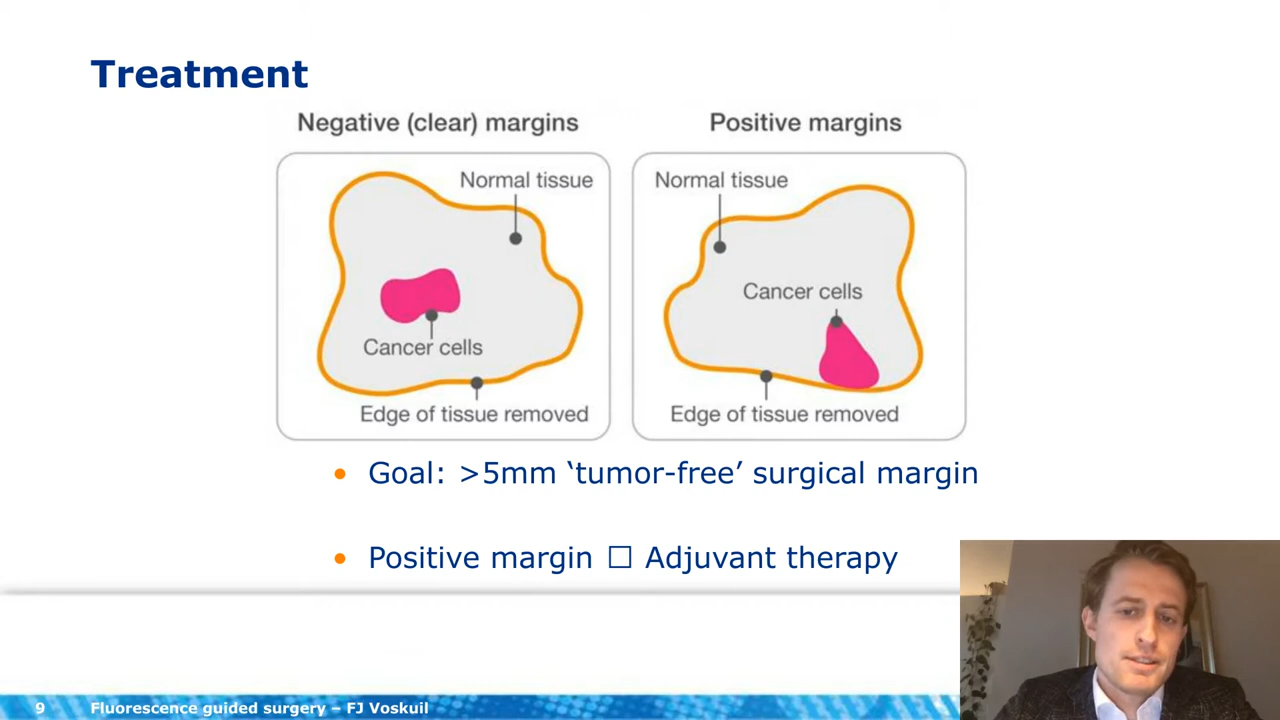 Treatment
Negative (clear) margins
Positive margins
Normal tissue
Normal tissue
Cancer cells
Cancer cells
Edge of tissue removed
Edge of tissue removed
• Goal: >5mm ‘tumor-free’ surgical margin
• Positive margin □ Adjuvant therapy
9 Fluorescence guided surgery – FJ Voskuil